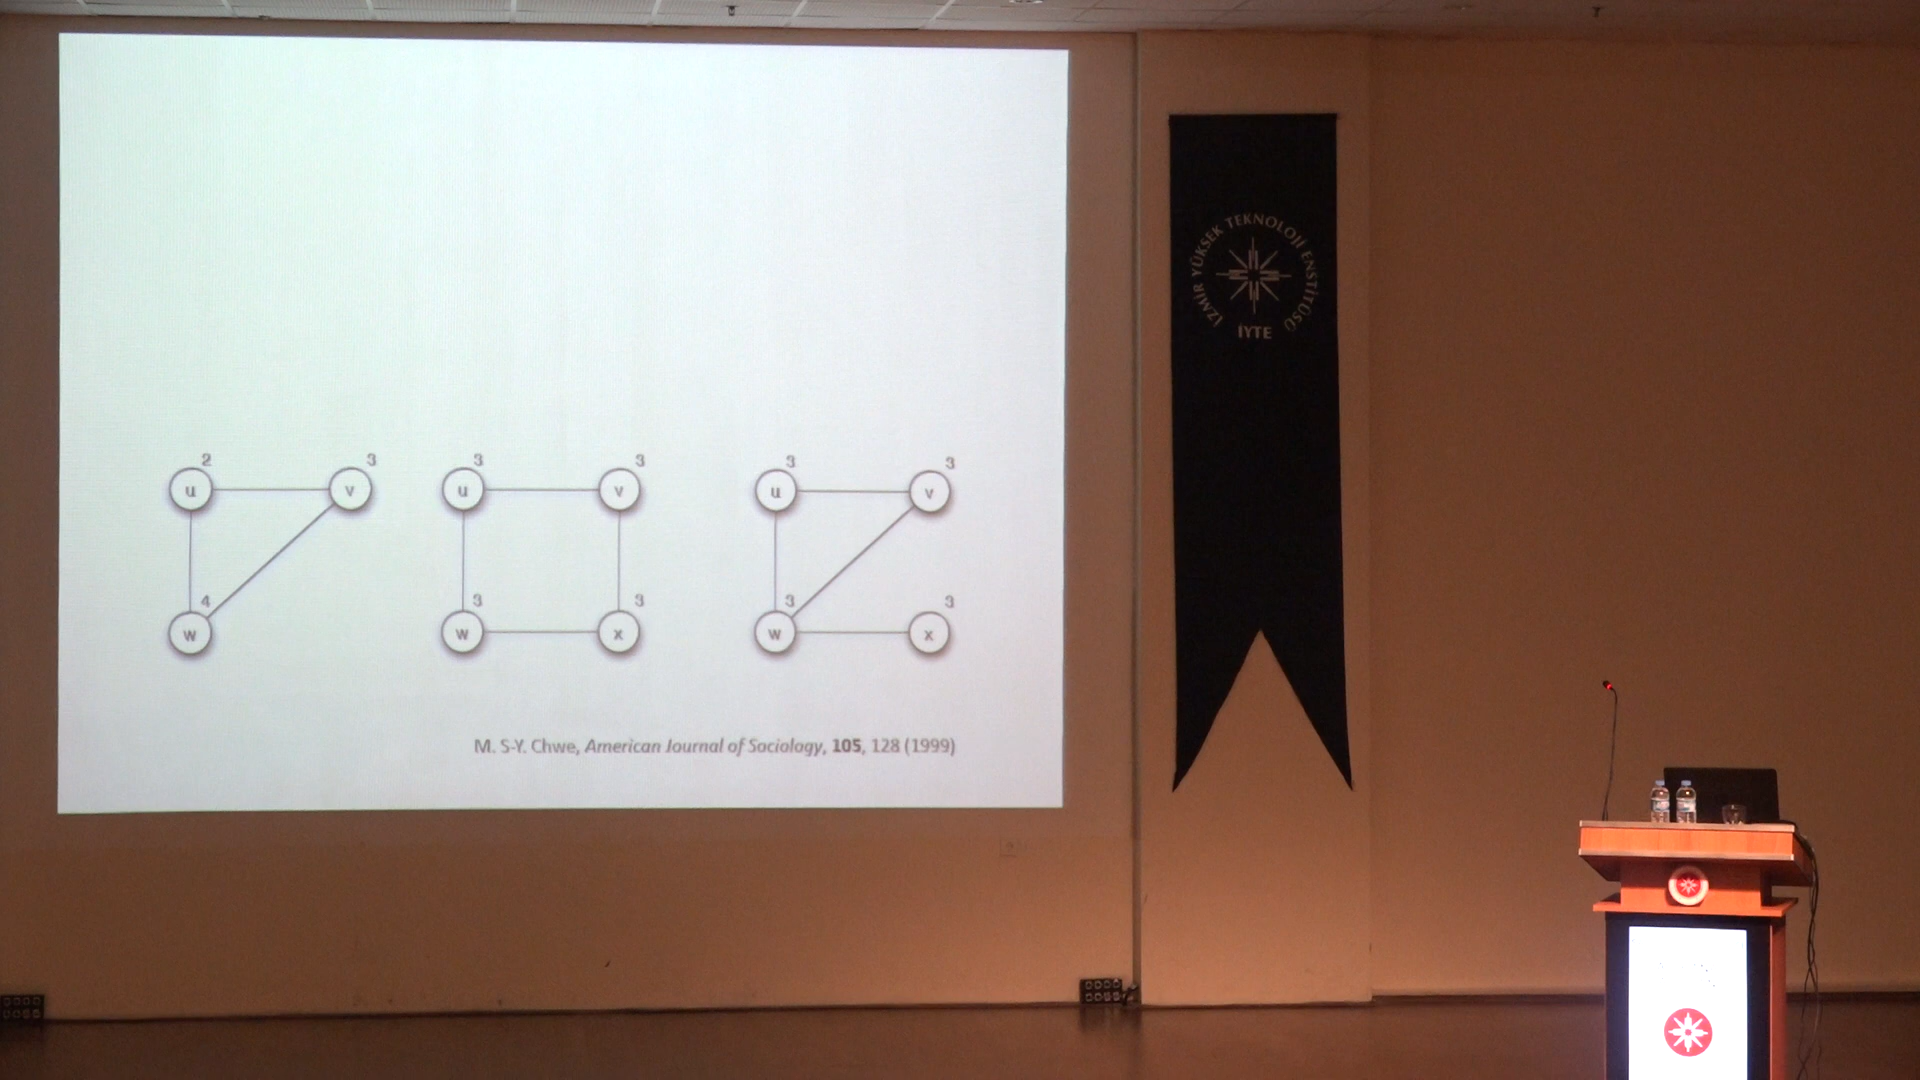 2 3 3 3 3 3
u v u v u v
4 3 3 3 3
w w x w x
M. S-Y. Chwe, American Journal of Sociology, 105, 128 (1999)
İZMİR YÜKSEK TEKNOLOJİ ENSTİTÜSÜ
İYTE